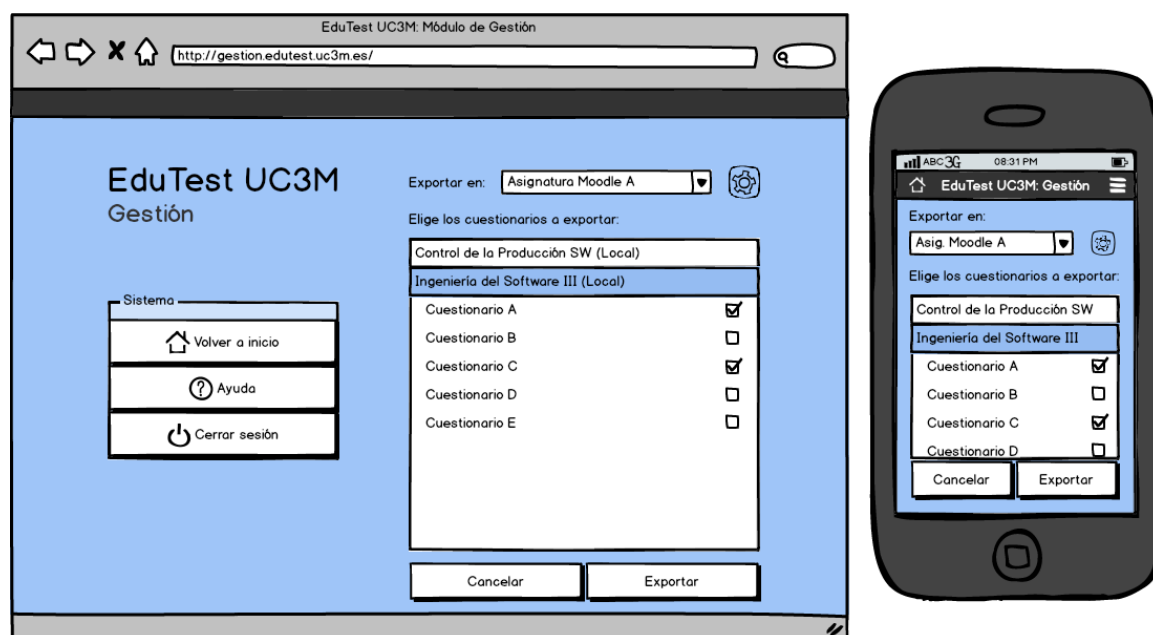 EduTest UC3M: Módulo de Gestión
http://gestion.edutest.uc3m.es/
EduTest UC3M
Gestión
Sistema
Volver a inicio
Ayuda
Cerrar sesión
Exportar en: Asignatura Moodle A
Elige los cuestionarios a exportar:
Control de la Producción SW (Local)
Ingeniería del Software III (Local)
Cuestionario A
Cuestionario B
Cuestionario C
Cuestionario D
Cuestionario E
Cancelar Exportar
ABC 3G 08:31 PM
EduTest UC3M: Gestión
Exportar en:
Asig. Moodle A
Elige los cuestionarios a exportar:
Control de la Producción SW
Ingeniería del Software III
Cuestionario A
Cuestionario B
Cuestionario C
Cuestionario D
Cancelar Exportar